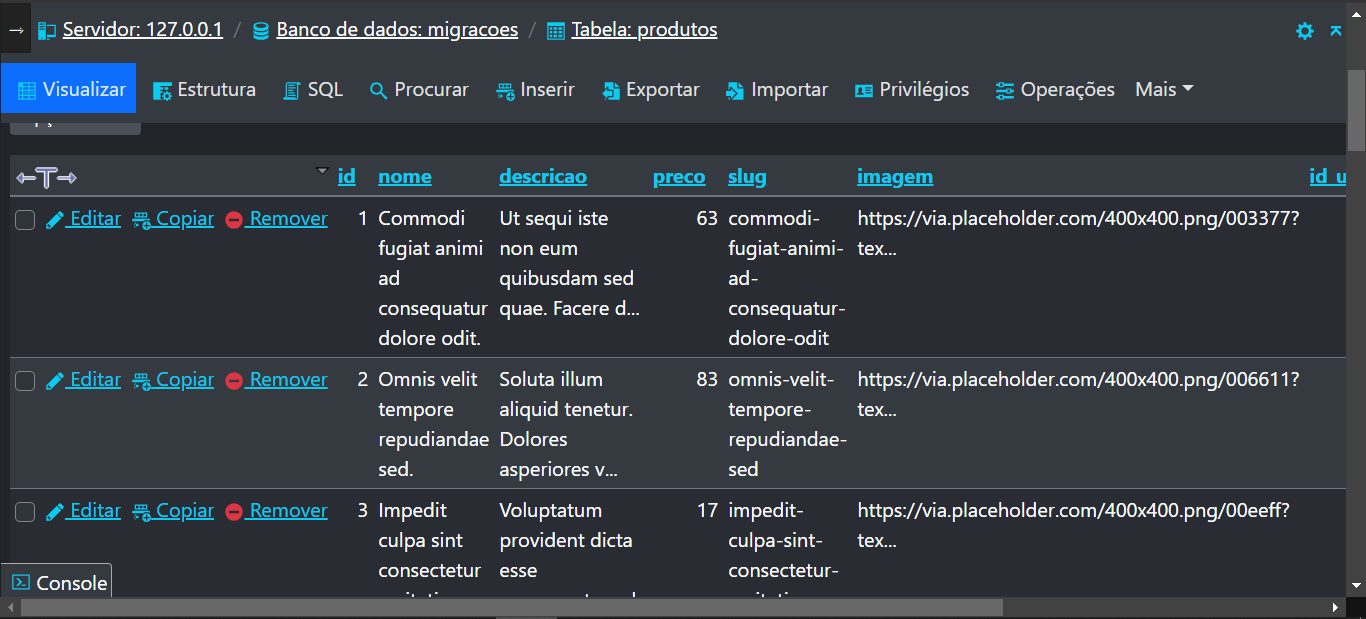 Servidor: 127.0.0.1 / Banco de dados: migracoes / Tabela: produtos
Visualizar Estrutura SQL Procurar Inserir Exportar Importar Privilégios Operações Mais
id nome descricao preco slug imagem id_u
Editar Copiar Remover 1 Commodi Ut sequi iste 63 commodi- https://via.placeholder.com/400x400.png/003377?
fugiat animi non eum fugiat-animi- tex...
ad quibusdam sed ad-
consequatur quae. Facere d... consequatur-
dolore odit. dolore-odit
Editar Copiar Remover 2 Omnis velit Soluta illum 83 omnis-velit- https://via.placeholder.com/400x400.png/006611?
tempore aliquid tenetur. tempore- tex...
repudiandae Dolores repudiandae-
sed. asperiores v... sed
Editar Copiar Remover 3 Impedit Voluptatum 17 impedit- https://via.placeholder.com/400x400.png/00eeff?
culpa sint provident dicta culpa-sint- tex...
consectetur esse consectetur-
Console